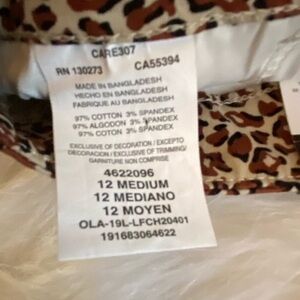 CARE307
RN 130273 CA55394
MADE IN BANGLADESH
HECHO EN BANGLADESH
FABRIQUE AU BANGLADESH
97% COTTON 3% SPANDEX
97% ALGODON 3% SPANDEX
97% COTON 3% SPANDEX
EXCLUSIVE OF DECORATION / EXCEPTO
DECORACION / EXCLUSIVE OF TRIMMING/
GARNITURE NON COMPRISE
4622096
12 MEDIUM
12 MEDIANO
12 MOYEN
OLA-19L-LFCH20401
191683064622